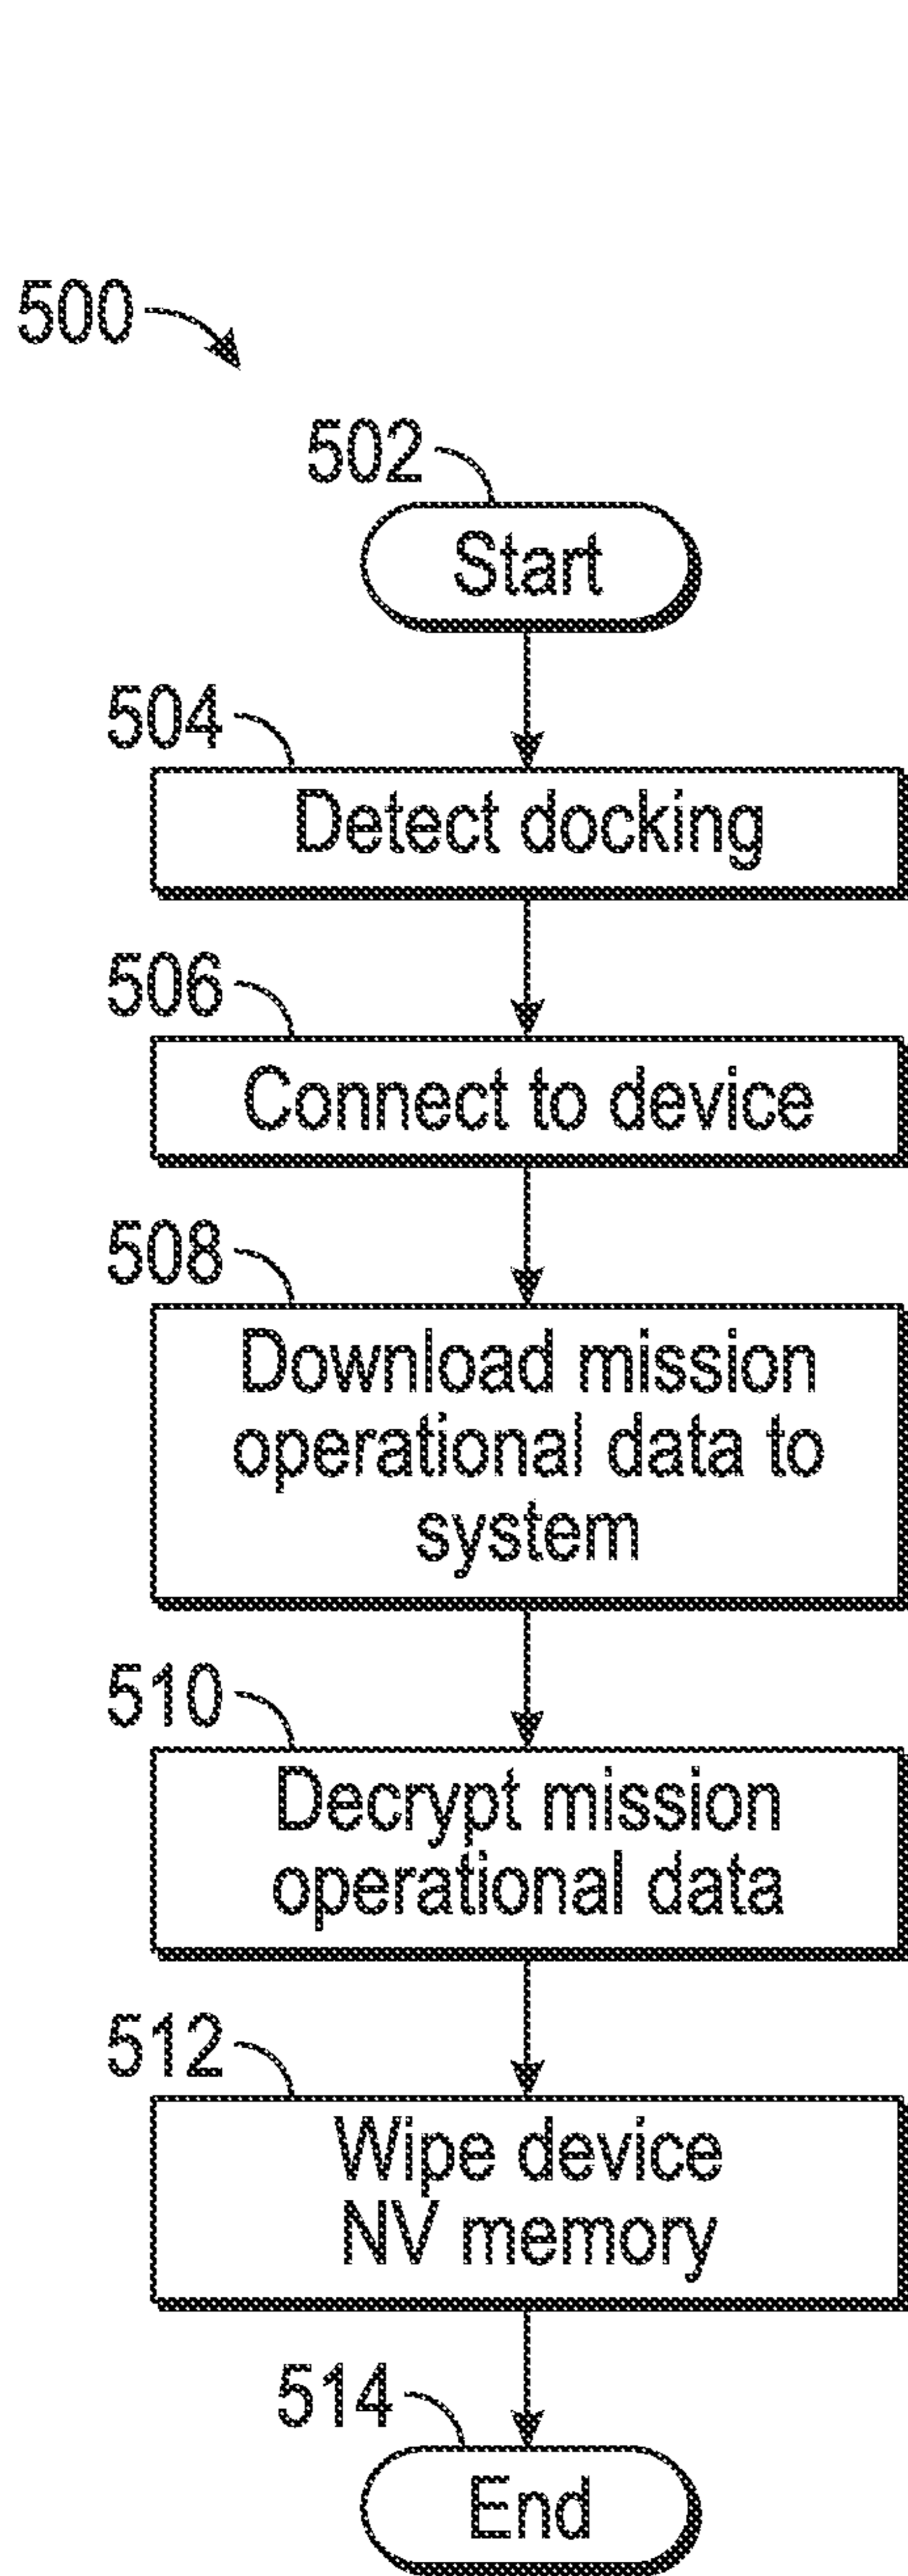 500
502
Start
504
Detect docking
506
Connect to device
508
Download mission
operational data to
system
510
Decrypt mission
operational data
512
Wipe device
NV memory
514
End